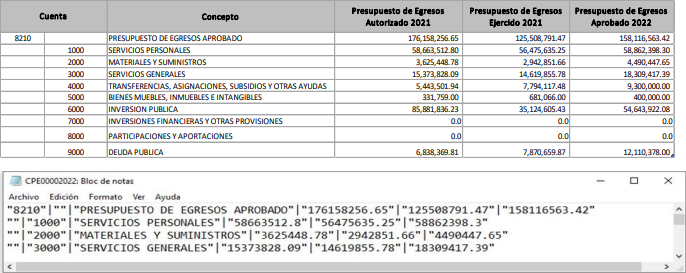 Cuenta Concepto Presupuesto de Egresos Autorizado 2021 Presupuesto de Egresos Ejercido 2021 Presupuesto de Egresos Aprobado 2022
8210 PRESUPUESTO DE EGRESOS APROBADO 176,158,256.65 125,508,791.47 158,116,563.42
1000 SERVICIOS PERSONALES 58,663,512.80 56,475,635.25 58,862,398.30
2000 MATERIALES Y SUMINISTROS 3,625,448.78 2,942,851.66 4,490,447.65
3000 SERVICIOS GENERALES 15,373,828.09 14,619,855.78 18,309,417.39
4000 TRANSFERENCIAS, ASIGNACIONES, SUBSIDIOS Y OTRAS AYUDAS 5,443,501.94 7,794,117.48 9,300,000.00
5000 BIENES MUEBLES, INMUEBLES E INTANGIBLES 331,759.00 681,066.00 400,000.00
6000 INVERSION PUBLICA 85,881,836.23 35,124,605.43 54,643,922.08
7000 INVERSIONES FINANCIERAS Y OTRAS PROVISIONES 0.0 0.0 0.0
8000 PARTICIPACIONES Y APORTACIONES 0.0 0.0 0.0
9000 DEUDA PUBLICA 6,838,369.81 7,870,659.87 12,110,378.00
CPE00002022: Bloc de notas
Archivo Edición Formato Ver Ayuda
"8210"|""|"PRESUPUESTO DE EGRESOS APROBADO"|"176158256.65"|"125508791.47"|"158116563.42"
""|"1000"|"SERVICIOS PERSONALES"|"58663512.8"|"56475635.25"|"58862398.3"
""|"2000"|"MATERIALES Y SUMINISTROS"|"3625448.78"|"2942851.66"|"4490447.65"
""|"3000"|"SERVICIOS GENERALES"|"15373828.09"|"14619855.78"|"18309417.39"